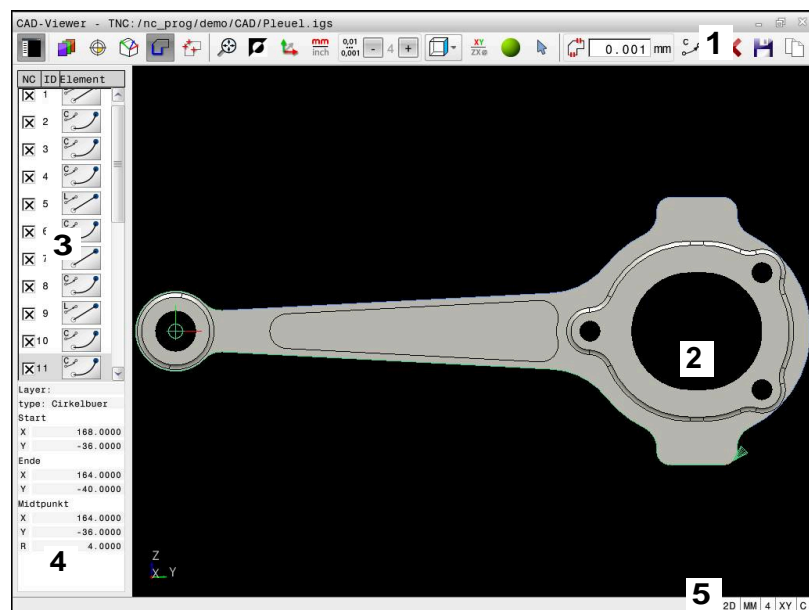 CAD-Viewer - TNC:/nc_prog/demo/CAD/Pleuel.igs
mm
inch
0,01
0,001
- 4 +
XY
ZX
0.001 mm
C
1
NC ID Element
1
2 C
3 C
4 C
5 L
6 C
3
7
8 C
9 L
10 C
11 C
2
Layer:
type: Cirkelbuer
Start
X 168.0000
Y -36.0000
Ende
X 164.0000
Y -40.0000
Midtpunkt
X 164.0000
Y -36.0000
R 4.0000
4
Z
X Y
5
2D MM 4 XY C